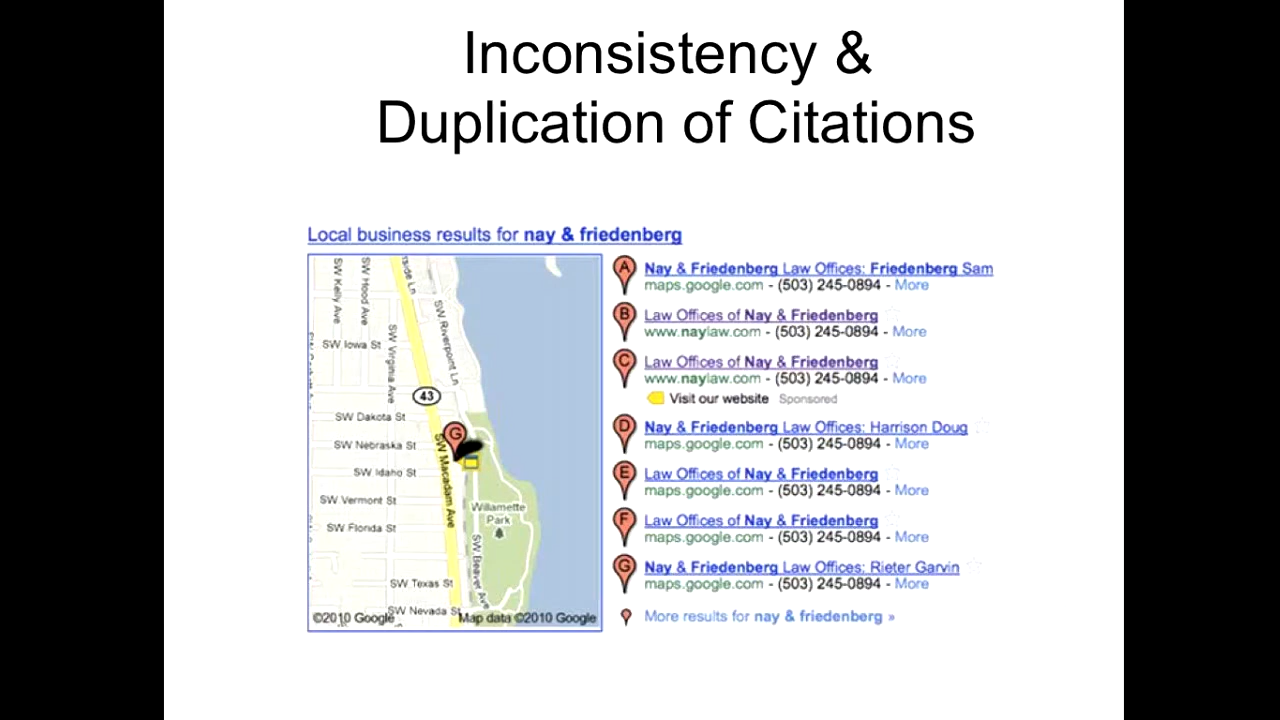 Inconsistency &
Duplication of Citations
Local business results for nay & friedenberg
SW Kelly Ave
SW Hood Ave
SW Riverpoint Ln
SW Virginia Ave
SW Iowa St
43
SW Dakota St
G
SW Nebraska St
SW Macadam Ave
SW Idaho St
SW Vermont St
Willamette
Park
SW Florida St
SW Beaver Ave
SW Texas St
SW Nevada St
©2010 Google
Map data ©2010 Google
A
Nay & Friedenberg Law Offices: Friedenberg Sam
maps.google.com - (503) 245-0894 - More
B
Law Offices of Nay & Friedenberg
www.naylaw.com - (503) 245-0894 - More
C
Law Offices of Nay & Friedenberg
www.naylaw.com - (503) 245-0894 - More
Visit our website Sponsored
D
Nay & Friedenberg Law Offices: Harrison Doug
maps.google.com - (503) 245-0894 - More
E
Law Offices of Nay & Friedenberg
maps.google.com - (503) 245-0894 - More
F
Law Offices of Nay & Friedenberg
maps.google.com - (503) 245-0894 - More
G
Nay & Friedenberg Law Offices: Rieter Garvin
maps.google.com - (503) 245-0894 - More
More results for nay & friedenberg »